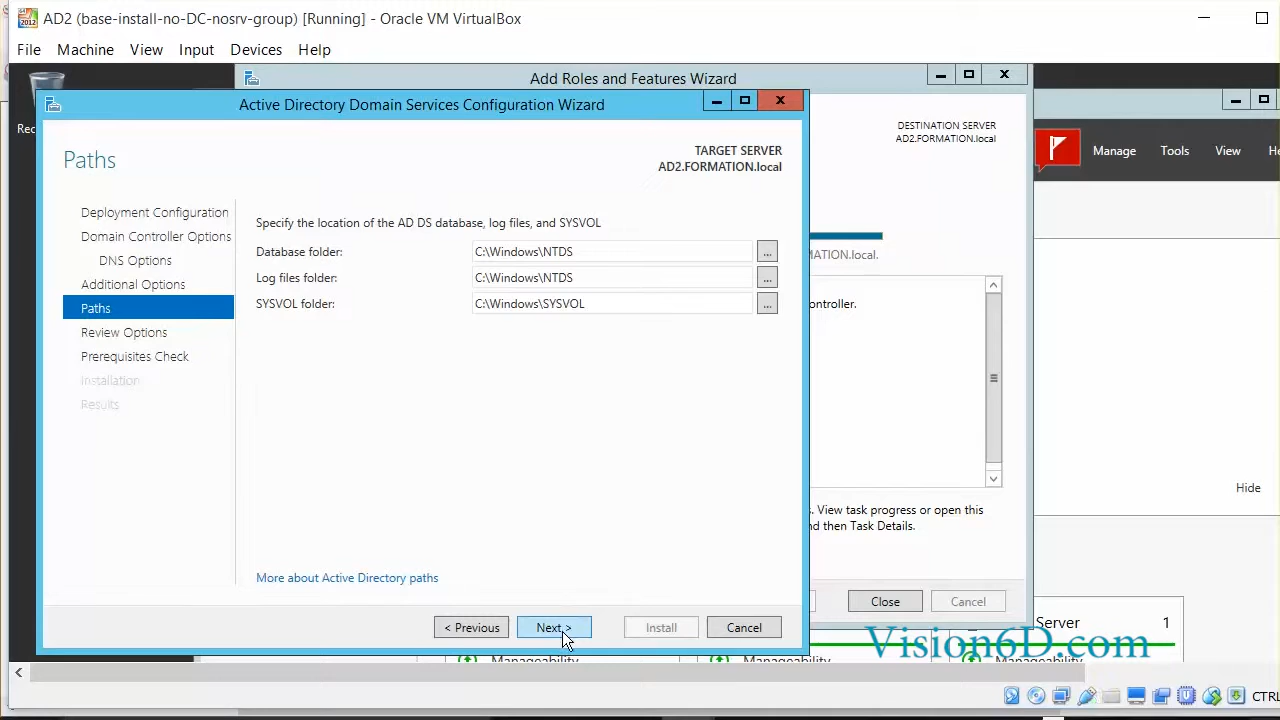 AD2 (base-install-no-DC-nosrv-group) [Running] - Oracle VM VirtualBox
File Machine View Input Devices Help
Add Roles and Features Wizard
Active Directory Domain Services Configuration Wizard
Rec
DESTINATION SERVER
AD2.FORMATION.local
Manage Tools View He
Paths
TARGET SERVER
AD2.FORMATION.local
Deployment Configuration
Domain Controller Options
DNS Options
Additional Options
Paths
Review Options
Prerequisites Check
Installation
Results
Specify the location of the AD DS database, log files, and SYSVOL
Database folder: C:\Windows\NTDS ...
Log files folder: C:\Windows\NTDS ...
SYSVOL folder: C:\Windows\SYSVOL ...
More about Active Directory paths
< Previous Next > Install Cancel
MATION.local.
ontroller.
. View task progress or open this
nd then Task Details.
Close Cancel
Hide
Server 1
Manageability Manageability Manageability
Vision6D.com
CTRL
2012